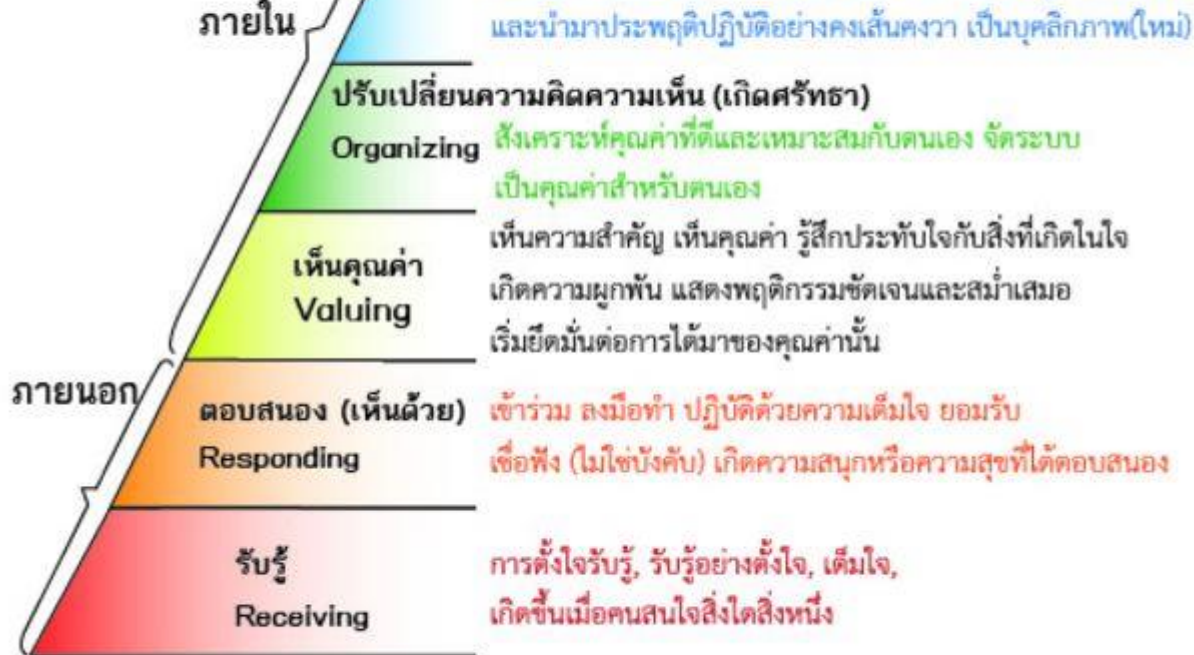 ภายใน
และนำมาประพฤติปฏิบัติอย่างคงเส้นคงวา เป็นบุคลิกภาพ(ใหม่)
ปรับเปลี่ยนความคิดความเห็น (เกิดศรัทธา)
Organizing
สังเคราะห์คุณค่าที่ดีและเหมาะสมกับตนเอง จัดระบบ
เป็นคุณค่าสำหรับตนเอง
เห็นคุณค่า
Valuing
เห็นความสำคัญ เห็นคุณค่า รู้สึกประทับใจกับสิ่งที่เกิดในใจ
เกิดความผูกพัน แสดงพฤติกรรมชัดเจนและสม่ำเสมอ
เริ่มยึดมั่นต่อการได้มาของคุณค่านั้น
ภายนอก
ตอบสนอง (เห็นด้วย)
Responding
เข้าร่วม ลงมือทำ ปฏิบัติด้วยความเต็มใจ ยอมรับ
เชื่อฟัง (ไม่ใช่บังคับ) เกิดความสนุกหรือความสุขที่ได้ตอบสนอง
รับรู้
Receiving
การตั้งใจรับรู้, รับรู้อย่างตั้งใจ, เต็มใจ,
เกิดขึ้นเมื่อคนสนใจสิ่งใดสิ่งหนึ่ง